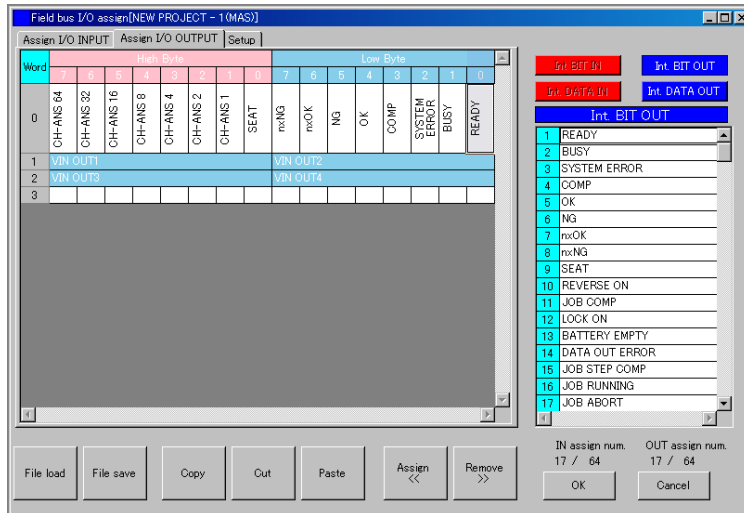 Field bus I/O assign[NEW PROJECT - 1(MAS)]
Assign I/O INPUT Assign I/O OUTPUT Setup
Word High Byte Low Byte
7 6 5 4 3 2 1 0 7 6 5 4 3 2 1 0
0 CH-ANS 64 CH-ANS 32 CH-ANS 16 CH-ANS 8 CH-ANS 4 CH-ANS 2 CH-ANS 1 SEAT nxNG nxOK NG OK COMP SYSTEM ERROR BUSY READY
1 VIN OUT1 VIN OUT2
2 VIN OUT3 VIN OUT4
3
Int. BIT IN Int. BIT OUT
Int. DATA IN Int. DATA OUT
Int. BIT OUT
1 READY
2 BUSY
3 SYSTEM ERROR
4 COMP
5 OK
6 NG
7 nxOK
8 nxNG
9 SEAT
10 REVERSE ON
11 JOB COMP
12 LOCK ON
13 BATTERY EMPTY
14 DATA OUT ERROR
15 JOB STEP COMP
16 JOB RUNNING
17 JOB ABORT
IN assign num. OUT assign num.
17 / 64 17 / 64
File load File save Copy Cut Paste Assign << Remove >>
OK Cancel